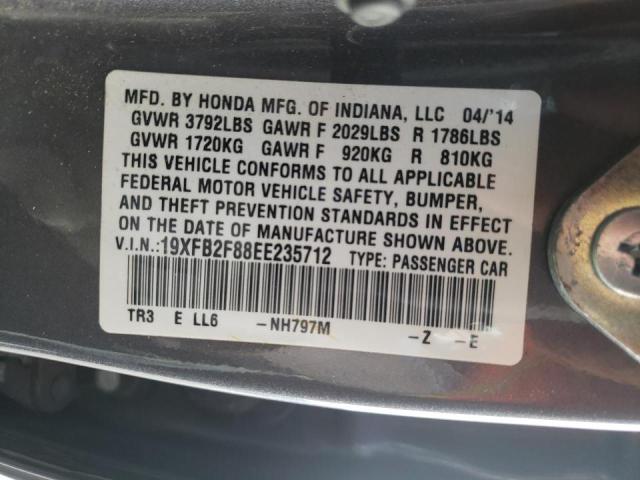 MFD. BY HONDA MFG. OF INDIANA, LLC 04/'14
GVWR 3792LBS GAWR F 2029LBS R 1786LBS
GVWR 1720KG GAWR F 920KG R 810KG
THIS VEHICLE CONFORMS TO ALL APPLICABLE
FEDERAL MOTOR VEHICLE SAFETY, BUMPER,
AND THEFT PREVENTION STANDARDS IN EFFECT
ON THE DATE OF MANUFACTURE SHOWN ABOVE.
V.I.N.:19XFB2F88EE235712 TYPE: PASSENGER CAR
TR3 E LL6 -NH797M -Z -E